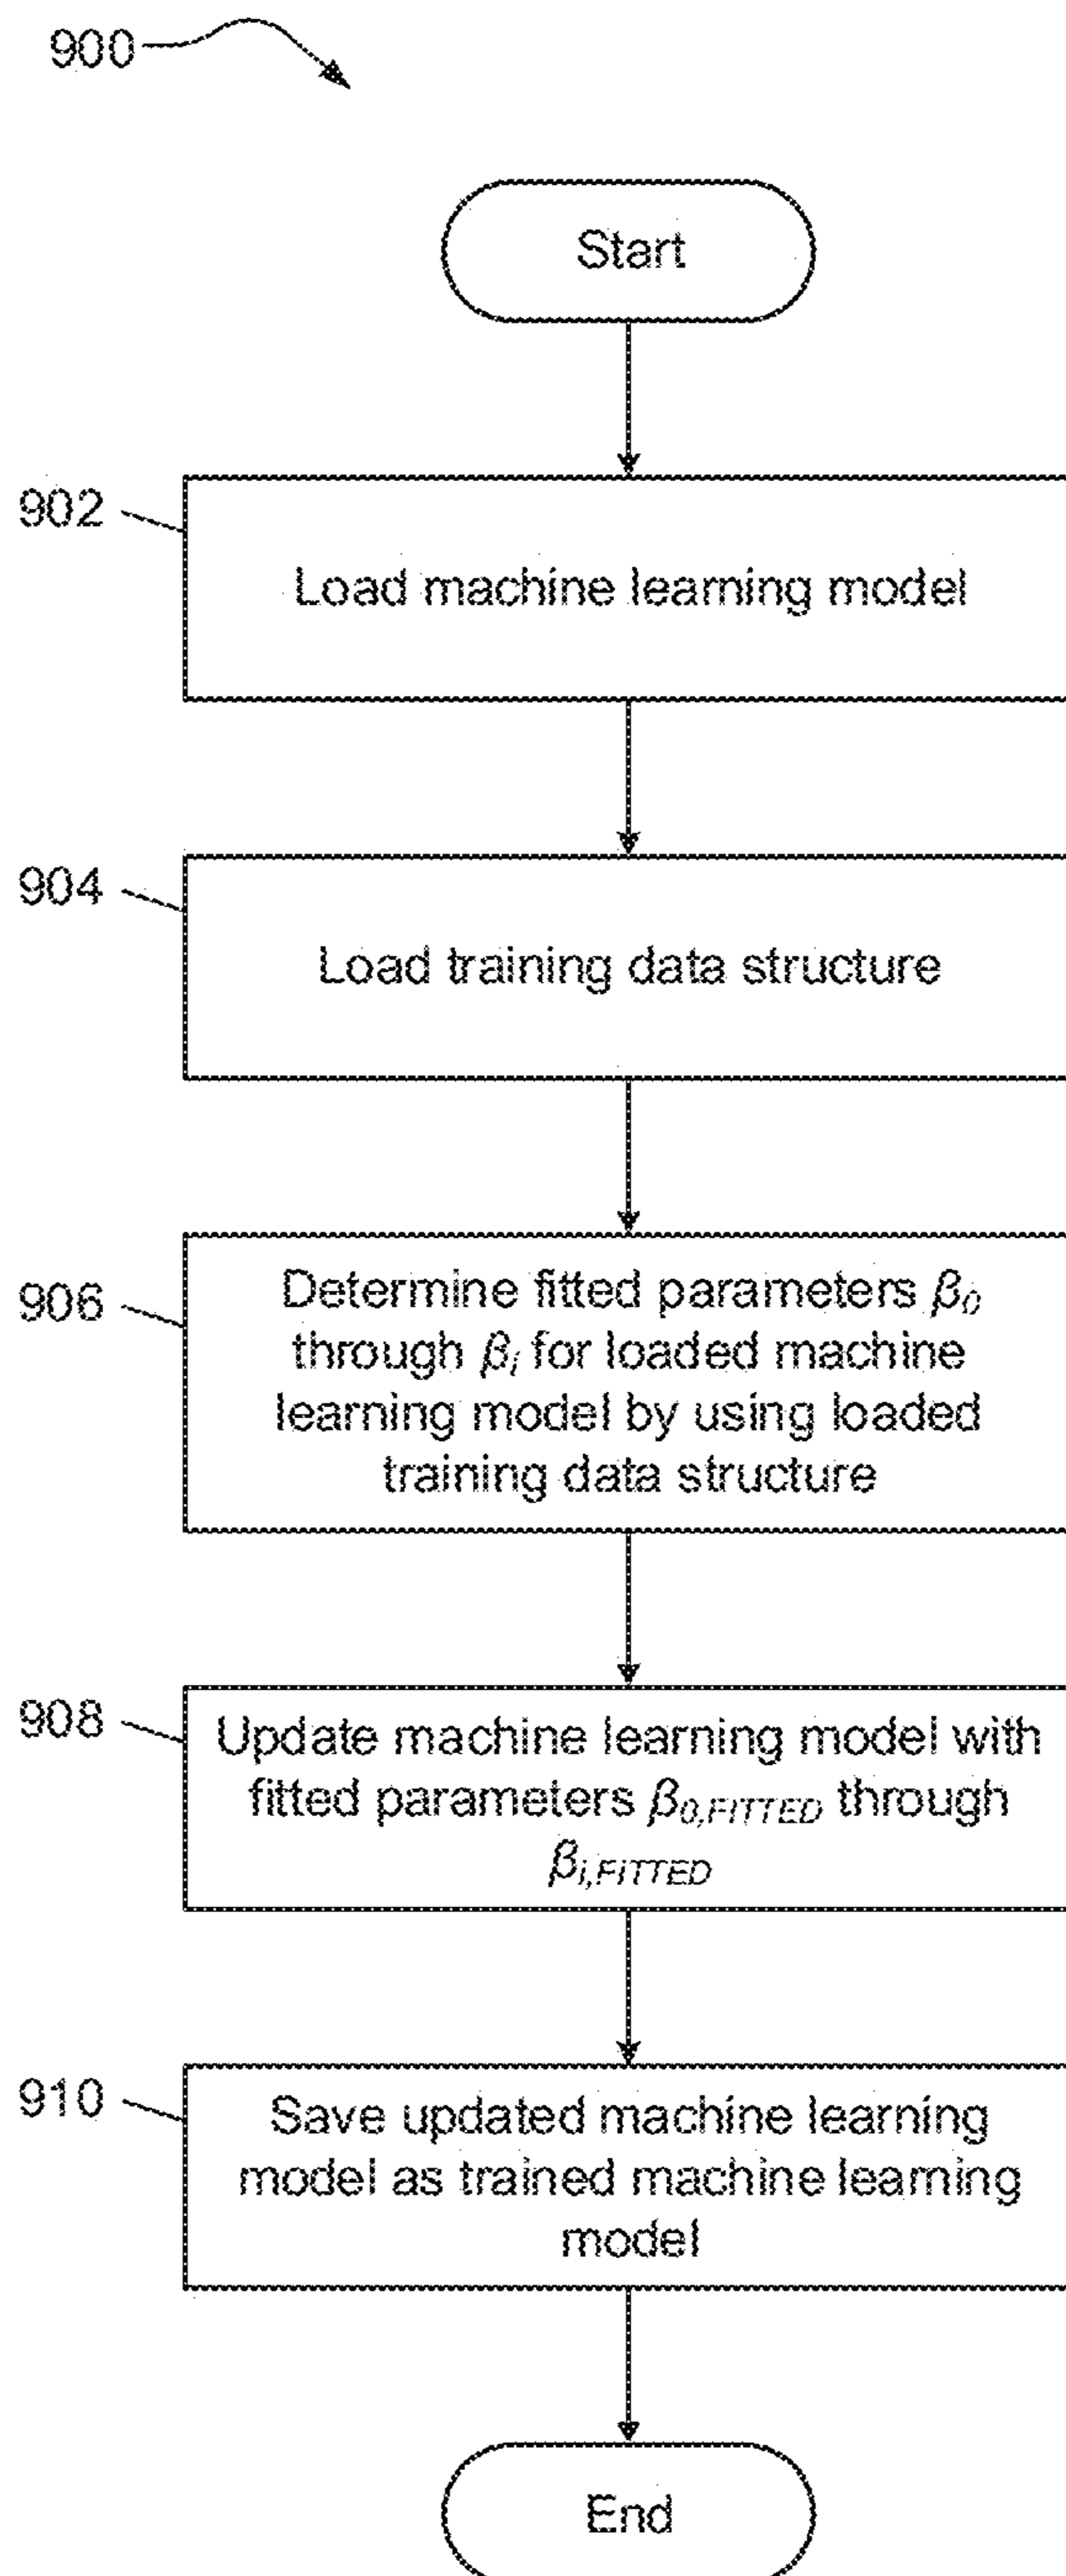 900
Start
902
Load machine learning model
904
Load training data structure
906
Determine fitted parameters β₀
through βᵢ for loaded machine
learning model by using loaded
training data structure
908
Update machine learning model with
fitted parameters β₀,FITTED through
βᵢ,FITTED
910
Save updated machine learning
model as trained machine learning
model
End